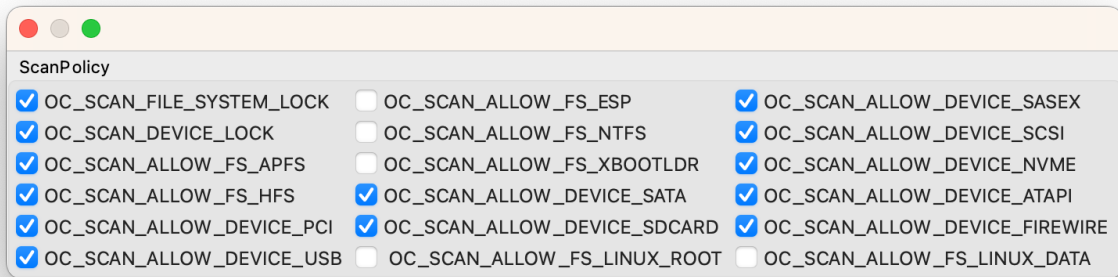 ScanPolicy
OC_SCAN_FILE_SYSTEM_LOCK OC_SCAN_ALLOW_FS_ESP OC_SCAN_ALLOW_DEVICE_SASEX
OC_SCAN_DEVICE_LOCK OC_SCAN_ALLOW_FS_NTFS OC_SCAN_ALLOW_DEVICE_SCSI
OC_SCAN_ALLOW_FS_APFS OC_SCAN_ALLOW_FS_XBOOTLDR OC_SCAN_ALLOW_DEVICE_NVME
OC_SCAN_ALLOW_FS_HFS OC_SCAN_ALLOW_DEVICE_SATA OC_SCAN_ALLOW_DEVICE_ATAPI
OC_SCAN_ALLOW_DEVICE_PCI OC_SCAN_ALLOW_DEVICE_SDCARD OC_SCAN_ALLOW_DEVICE_FIREWIRE
OC_SCAN_ALLOW_DEVICE_USB OC_SCAN_ALLOW_FS_LINUX_ROOT OC_SCAN_ALLOW_FS_LINUX_DATA